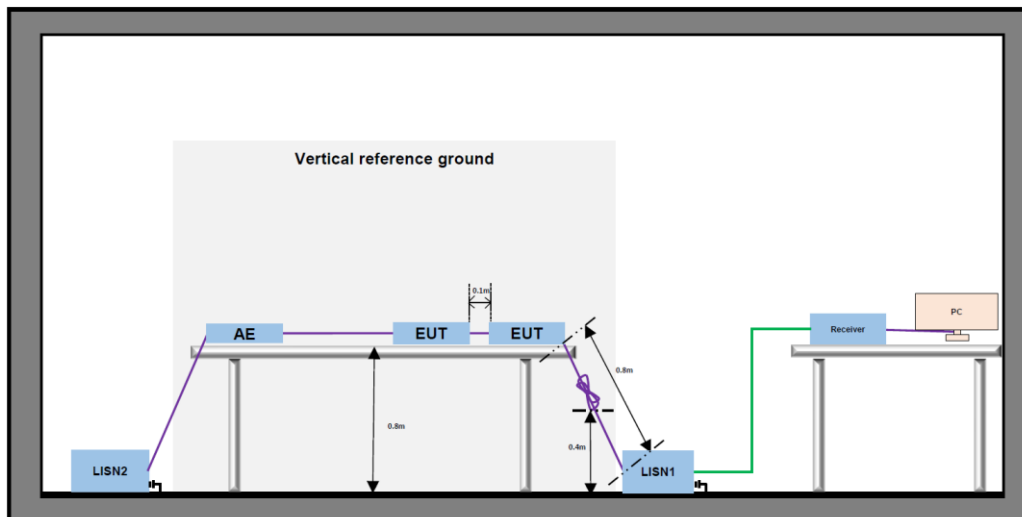 Vertical reference ground
0.1m
AE
EUT
EUT
Receiver
PC
0.8m
0.8m
0.4m
LISN2
LISN1